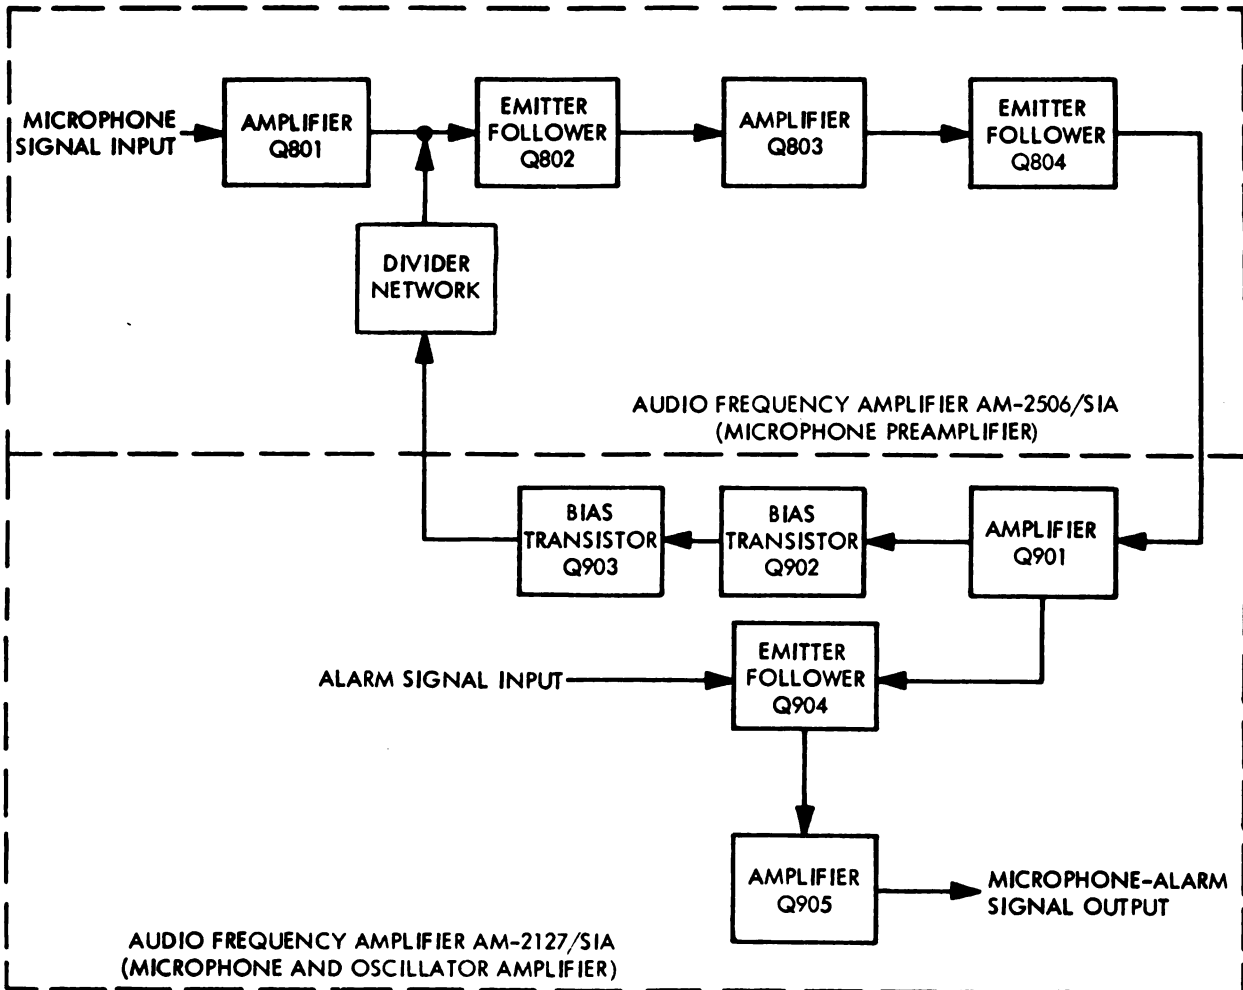 MICROPHONE
SIGNAL INPUT
AMPLIFIER
Q801
EMITTER
FOLLOWER
Q802
AMPLIFIER
Q803
EMITTER
FOLLOWER
Q804
DIVIDER
NETWORK
AUDIO FREQUENCY AMPLIFIER AM-2506/SIA
(MICROPHONE PREAMPLIFIER)
BIAS
TRANSISTOR
Q903
BIAS
TRANSISTOR
Q902
AMPLIFIER
Q901
ALARM SIGNAL INPUT
EMITTER
FOLLOWER
Q904
AMPLIFIER
Q905
MICROPHONE-ALARM
SIGNAL OUTPUT
AUDIO FREQUENCY AMPLIFIER AM-2127/SIA
(MICROPHONE AND OSCILLATOR AMPLIFIER)